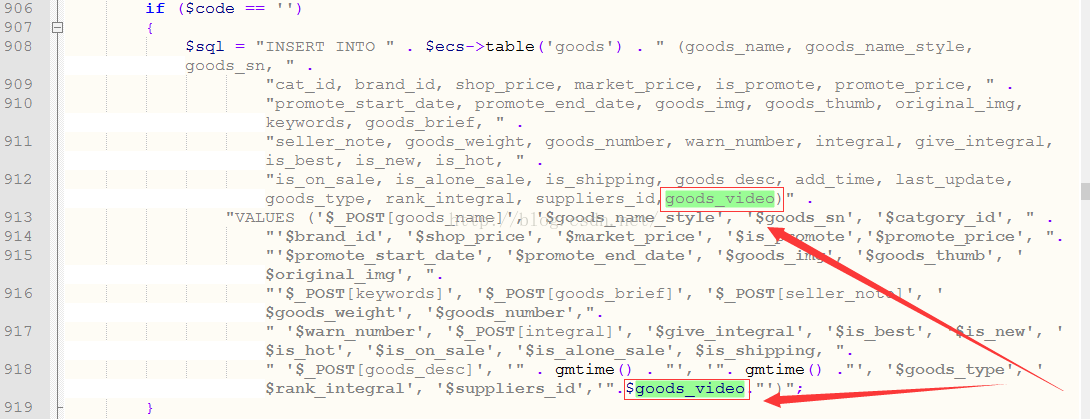 906 if ($code == '')
907 {
908 $sql = "INSERT INTO " . $ecs->table('goods') . " (goods_name, goods_name_style,
goods_sn, " .
909 "cat_id, brand_id, shop_price, market_price, is_promote, promote_price, " .
910 "promote_start_date, promote_end_date, goods_img, goods_thumb, original_img,
keywords, goods_brief, " .
911 "seller_note, goods_weight, goods_number, warn_number, integral, give_integral,
is_best, is_new, is_hot, " .
912 "is_on_sale, is_alone_sale, is_shipping, goods_desc, add_time, last_update,
goods_type, rank_integral, suppliers_id,goods_video)" .
913 "VALUES ('$_POST[goods_name]', '$goods_name_style', '$goods_sn', '$catgory_id', " .
914 "'$brand_id', '$shop_price', '$market_price', '$is_promote','$promote_price', ".
915 "'$promote_start_date', '$promote_end_date', '$goods_img', '$goods_thumb', '
$original_img', ".
916 "'$_POST[keywords]', '$_POST[goods_brief]', '$_POST[seller_note]', '
$goods_weight', '$goods_number',".
917 " '$warn_number', '$_POST[integral]', '$give_integral', '$is_best', '$is_new', '
$is_hot', '$is_on_sale', '$is_alone_sale', $is_shipping, ".
918 " '$_POST[goods_desc]', '" . gmtime() . "', '". gmtime() ."', '$goods_type', '
$rank_integral', '$suppliers_id','".$goods_video."')";
919 }
http://blog.csdn.net/